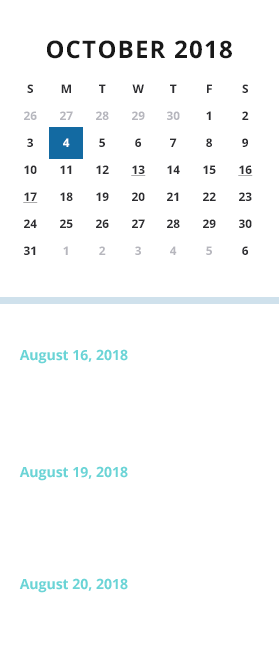 OCTOBER 2018
S M T W T F S
26 27 28 29 30 1 2
3 4 5 6 7 8 9
10 11 12 13 14 15 16
17 18 19 20 21 22 23
24 25 26 27 28 29 30
31 1 2 3 4 5 6
August 16, 2018
August 19, 2018
August 20, 2018